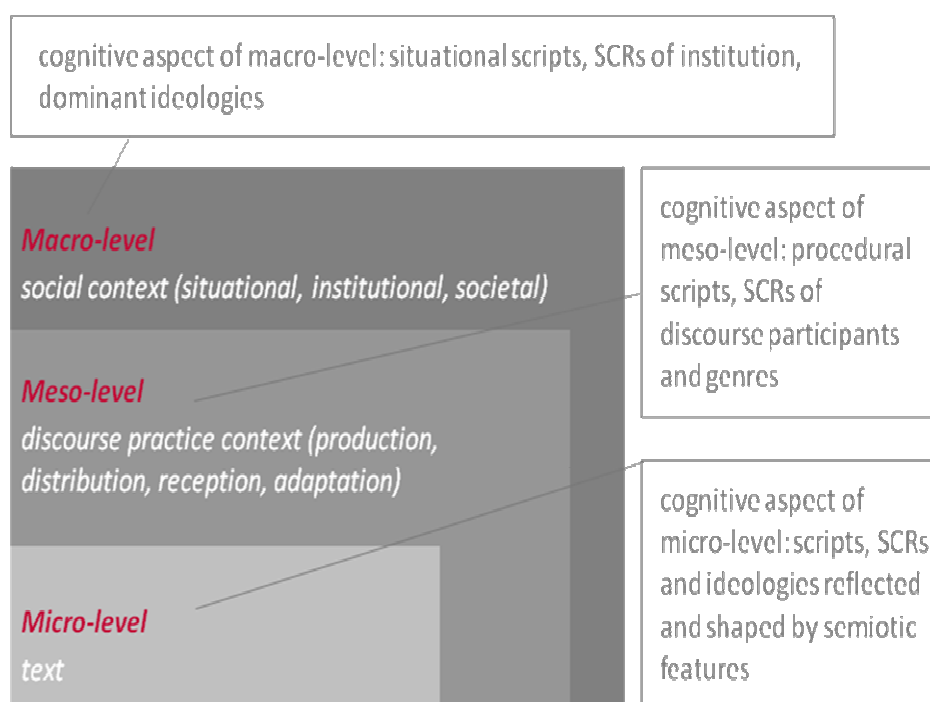 cognitive aspect of macro-level: situational scripts, SCRs of institution,
dominant ideologies
Macro-level
social context (situational, institutional, societal)
cognitive aspect of
meso-level: procedural
scripts, SCRs of
discourse participants
and genres
Meso-level
discourse practice context (production,
distribution, reception, adaptation)
cognitive aspect of
micro-level: scripts, SCRs
and ideologies reflected
and shaped by semiotic
features
Micro-level
text